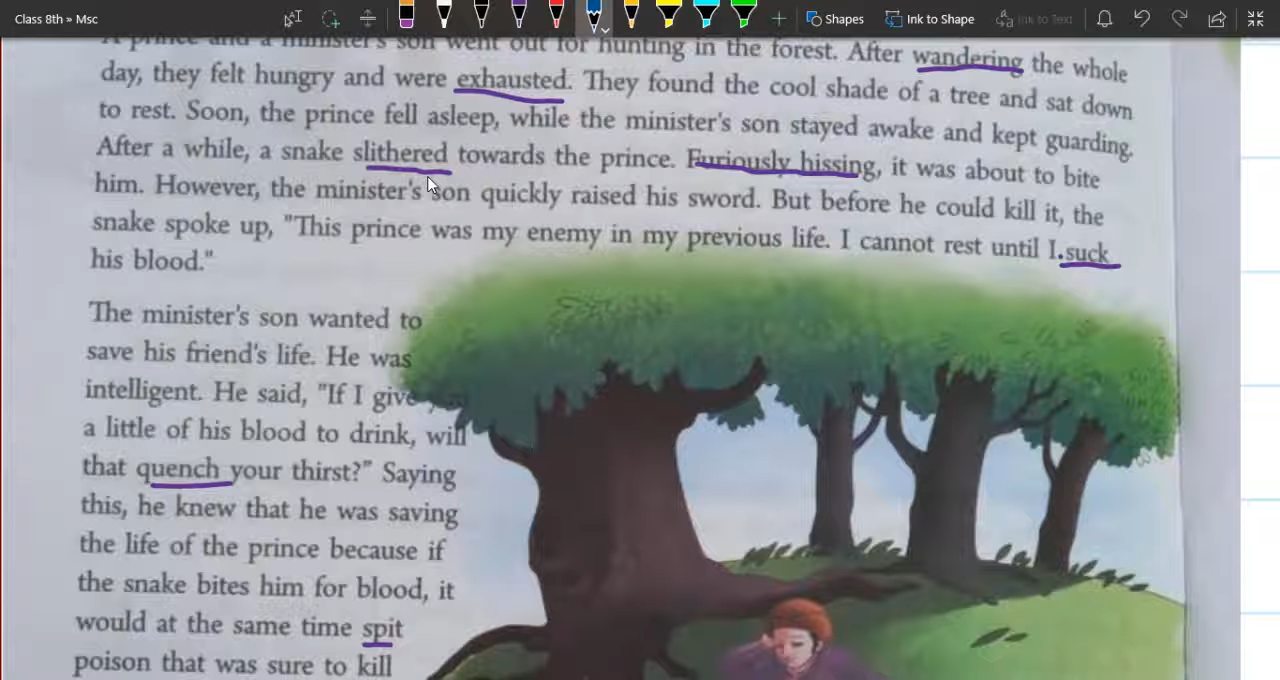 Class 8th » Msc
Shapes
Ink to Shape
Ink to Text
A prince and a minister's son went out for hunting in the forest. After wandering the whole
day, they felt hungry and were exhausted. They found the cool shade of a tree and sat down
to rest. Soon, the prince fell asleep, while the minister's son stayed awake and kept guarding.
After a while, a snake slithered towards the prince. Furiously hissing, it was about to bite
him. However, the minister's son quickly raised his sword. But before he could kill it, the
snake spoke up, "This prince was my enemy in my previous life. I cannot rest until I suck
his blood."
The minister's son wanted to
save his friend's life. He was
intelligent. He said, "If I give you
a little of his blood to drink, will
that quench your thirst?" Saying
this, he knew that he was saving
the life of the prince because if
the snake bites him for blood, it
would at the same time spit
poison that was sure to kill